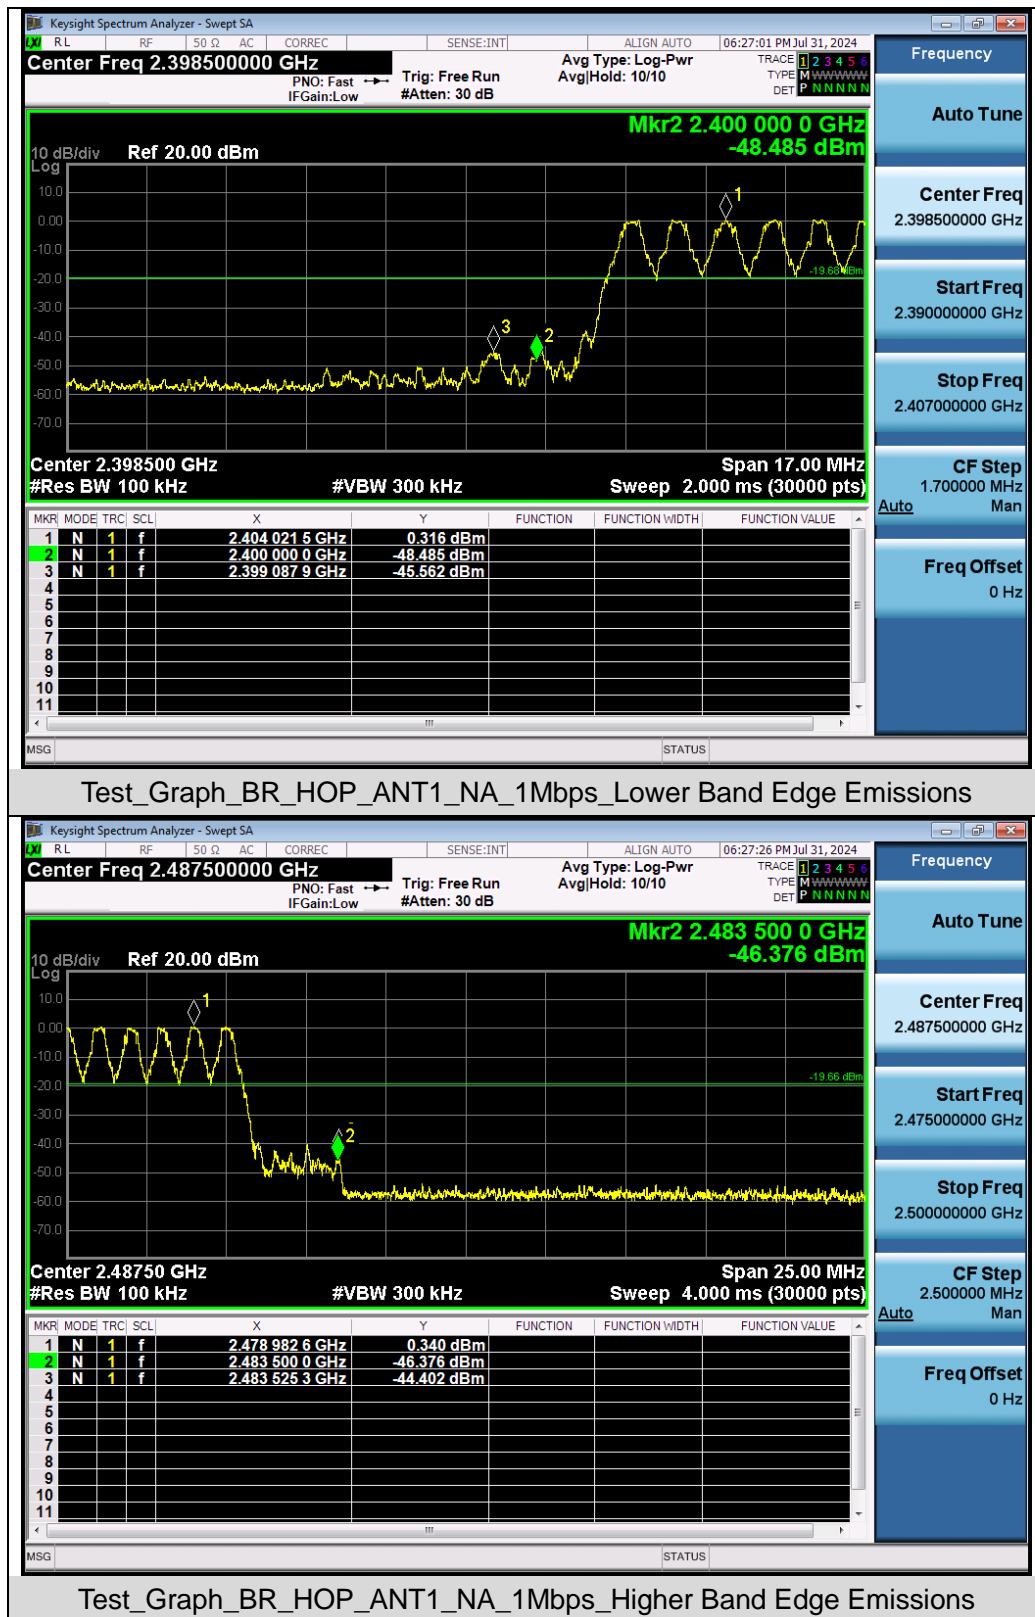 Keysight Spectrum Analyzer - Swept SA
LXI RL RF 50 Ω AC CORREC SENSE:INT ALIGN AUTO 06:27:01 PM Jul 31, 2024
Center Freq 2.398500000 GHz
PNO: Fast
IFGain:Low
Trig: Free Run
#Atten: 30 dB
Avg Type: Log-Pwr
Avg|Hold: 10/10
TRACE 1 2 3 4 5 6
TYPE M WWWWW
DET P N N N N N
Mkr2 2.400 000 0 GHz
-48.485 dBm
10 dB/div Ref 20.00 dBm
Log
10.0
0.00
-10.0
-20.0
-30.0
-40.0
-50.0
-60.0
-70.0
1
2
3
-19.68 dBm
Center 2.398500 GHz Span 17.00 MHz
#Res BW 100 kHz #VBW 300 kHz Sweep 2.000 ms (30000 pts)
MKR MODE TRC SCL X Y FUNCTION FUNCTION WIDTH FUNCTION VALUE
1 N 1 f 2.404 021 5 GHz 0.316 dBm
2 N 1 f 2.400 000 0 GHz -48.485 dBm
3 N 1 f 2.399 087 9 GHz -45.562 dBm
4
5
6
7
8
9
10
11
MSG STATUS
Frequency
Auto Tune
Center Freq
2.398500000 GHz
Start Freq
2.390000000 GHz
Stop Freq
2.407000000 GHz
CF Step
1.700000 MHz
Auto Man
Freq Offset
0 Hz
Test_Graph_BR_HOP_ANT1_NA_1Mbps_Lower Band Edge Emissions
Keysight Spectrum Analyzer - Swept SA
LXI RL RF 50 Ω AC CORREC SENSE:INT ALIGN AUTO 06:27:26 PM Jul 31, 2024
Center Freq 2.487500000 GHz
PNO: Fast
IFGain:Low
Trig: Free Run
#Atten: 30 dB
Avg Type: Log-Pwr
Avg|Hold: 10/10
TRACE 1 2 3 4 5 6
TYPE M WWWWW
DET P N N N N N
Mkr2 2.483 500 0 GHz
-46.376 dBm
10 dB/div Ref 20.00 dBm
Log
10.0
0.00
-10.0
-20.0
-30.0
-40.0
-50.0
-60.0
-70.0
1
2
-19.66 dBm
Center 2.48750 GHz Span 25.00 MHz
#Res BW 100 kHz #VBW 300 kHz Sweep 4.000 ms (30000 pts)
MKR MODE TRC SCL X Y FUNCTION FUNCTION WIDTH FUNCTION VALUE
1 N 1 f 2.478 982 6 GHz 0.340 dBm
2 N 1 f 2.483 500 0 GHz -46.376 dBm
3 N 1 f 2.483 525 3 GHz -44.402 dBm
4
5
6
7
8
9
10
11
MSG STATUS
Frequency
Auto Tune
Center Freq
2.487500000 GHz
Start Freq
2.475000000 GHz
Stop Freq
2.500000000 GHz
CF Step
2.500000 MHz
Auto Man
Freq Offset
0 Hz
Test_Graph_BR_HOP_ANT1_NA_1Mbps_Higher Band Edge Emissions